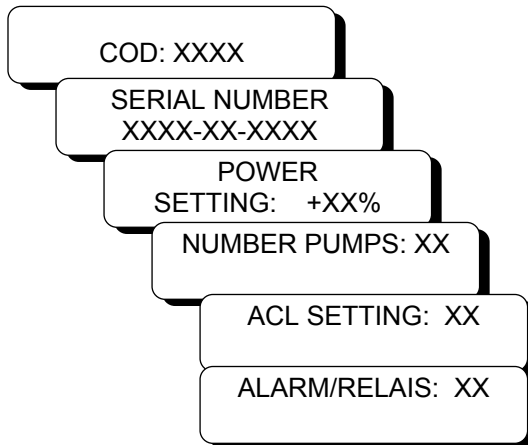 COD: XXXX
SERIAL NUMBER
XXXX-XX-XXXX
POWER
SETTING: +XX%
NUMBER PUMPS: XX
ACL SETTING: XX
ALARM/RELAIS: XX